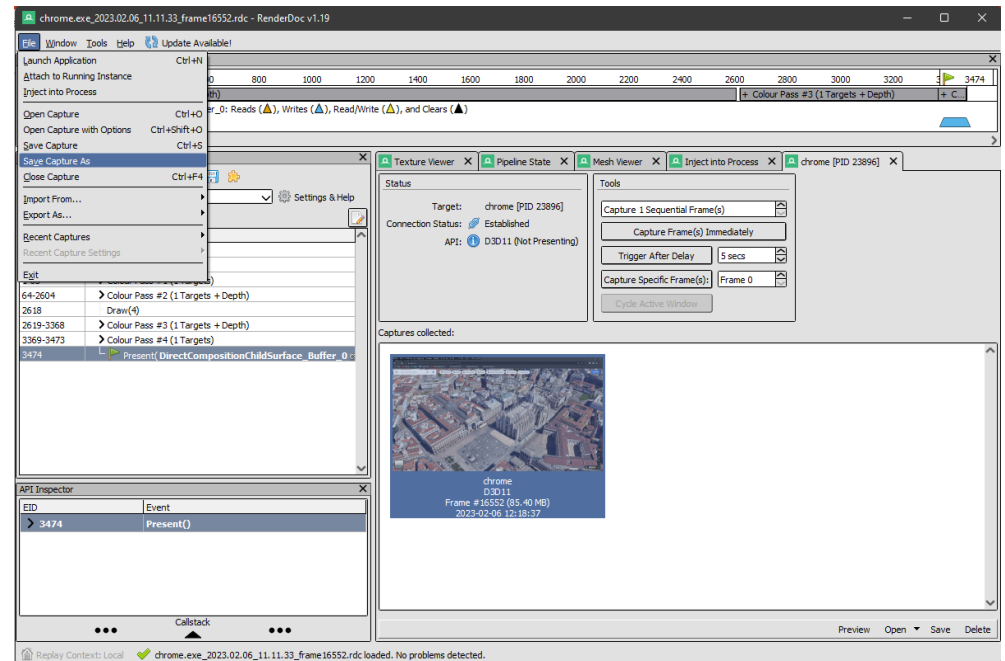 chrome.exe_2023.02.06_11.11.33_frame16552.rdc - RenderDoc v1.19
File Window Tools Help Update Available!
Launch Application Ctrl+N
Attach to Running Instance
Inject into Process
Open Capture Ctrl+O
Open Capture with Options Ctrl+Shift+O
Save Capture Ctrl+S
Save Capture As
Close Capture Ctrl+F4
Import From...
Export As...
Recent Captures
Recent Capture Settings
Exit
800 1000 1200 1400 1600 1800 2000 2200 2400 2600 2800 3000 3200 3474
+ Colour Pass #3 (1 Targets + Depth) + C...
er_0: Reads ( ), Writes ( ), Read/Write ( ), and Clears ( )
Settings & Help
64-2604 Colour Pass #2 (1 Targets + Depth)
2618 Draw(4)
2619-3368 Colour Pass #3 (1 Targets + Depth)
3369-3473 Colour Pass #4 (1 Targets)
3474 Present( DirectCompositionChildSurface_Buffer_0
API Inspector
EID Event
3474 Present()
Callstack
Texture Viewer Pipeline State Mesh Viewer Inject into Process chrome [PID 23896]
Status
Target: chrome [PID 23896]
Connection Status: Established
API: D3D11 (Not Presenting)
Tools
Capture 1 Sequential Frame(s)
Capture Frame(s) Immediately
Trigger After Delay 5 secs
Capture Specific Frame(s): Frame 0
Cycle Active Window
Captures collected:
chrome
D3D11
Frame #16552 (85.40 MB)
2023-02-06 12:18:37
Preview Open Save Delete
Replay Context: Local chrome.exe_2023.02.06_11.11.33_frame16552.rdc loaded. No problems detected.